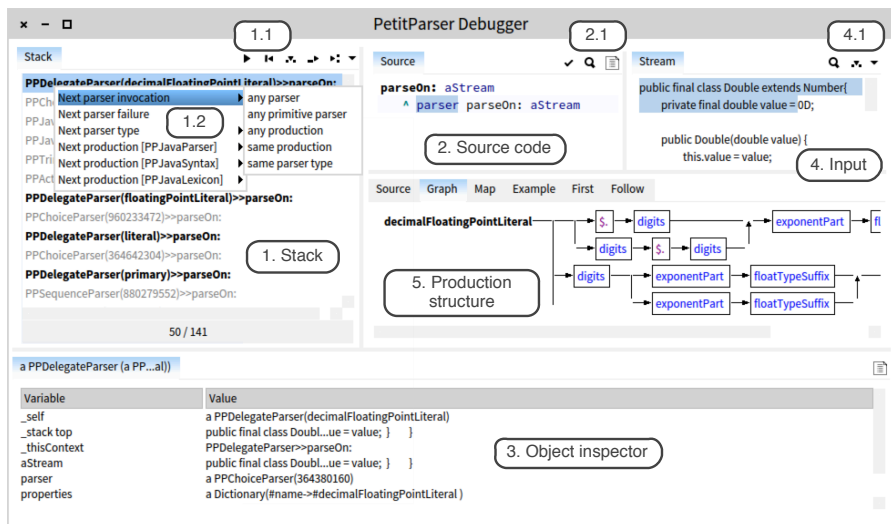 PetitParser Debugger
1.1
2.1
4.1
Stack
PPDelegateParser(decimalFloatingPointLiteral)>>parseOn:
PPCh
PPJav
PPJav
PPTri
PPAct
Next parser invocation
Next parser failure
Next parser type
Next production [PPJavaParser]
Next production [PPJavaSyntax]
Next production [PPJavaLexicon]
1.2
any parser
any primitive parser
any production
same production
same parser type
PPDelegateParser(floatingPointLiteral)>>parseOn:
PPChoiceParser(960233472)>>parseOn:
PPDelegateParser(literal)>>parseOn:
PPChoiceParser(364642304)>>parseOn:
PPDelegateParser(primary)>>parseOn:
PPSequenceParser(880279552)>>parseOn:
1. Stack
50 / 141
Source
parseOn: aStream
^ parser parseOn: aStream
2. Source code
Stream
public final class Double extends Number{
private final double value = 0D;
public Double(double value) {
this.value = value;
4. Input
Source Graph Map Example First Follow
decimalFloatingPointLiteral $. digits exponentPart fl
digits $. digits
digits exponentPart floatTypeSuffix
exponentPart floatTypeSuffix
5. Production
structure
a PPDelegateParser (a PP...al))
Variable Value
_self a PPDelegateParser(decimalFloatingPointLiteral)
_stack top public final class Doubl...ue = value; } }
_thisContext PPDelegateParser>>parseOn:
aStream public final class Doubl...ue = value; } }
parser a PPChoiceParser(364380160)
properties a Dictionary(#name->#decimalFloatingPointLiteral )
3. Object inspector